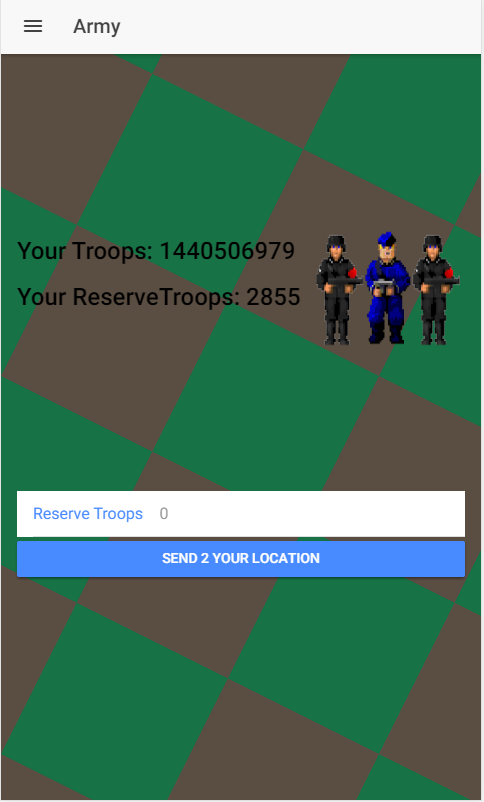 Army
Your Troops: 1440506979
Your ReserveTroops: 2855
Reserve Troops 0
SEND 2 YOUR LOCATION